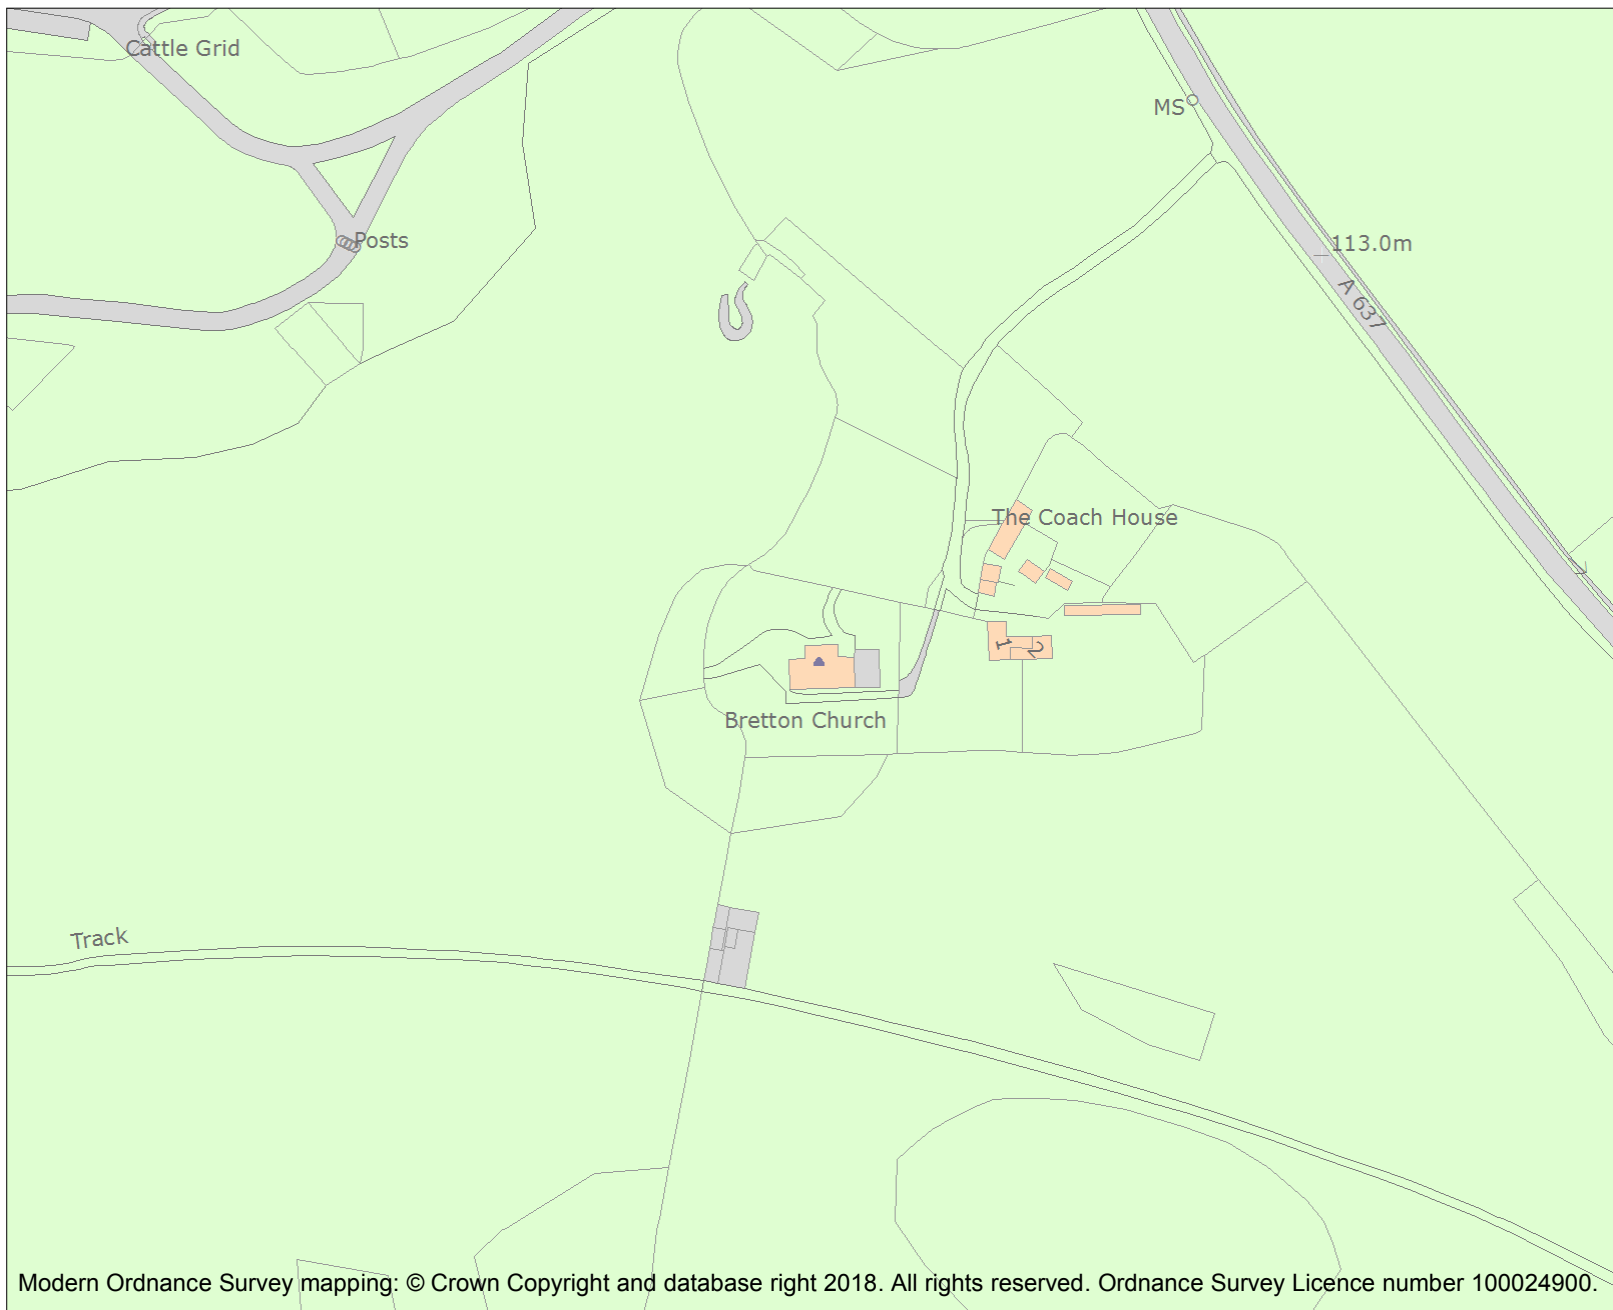 Cattle Grid
MS
Posts
113.0m
A 637
The Coach House
1
2
Bretton Church
Track
Modern Ordnance Survey mapping: © Crown Copyright and database right 2018. All rights reserved. Ordnance Survey Licence number 100024900.